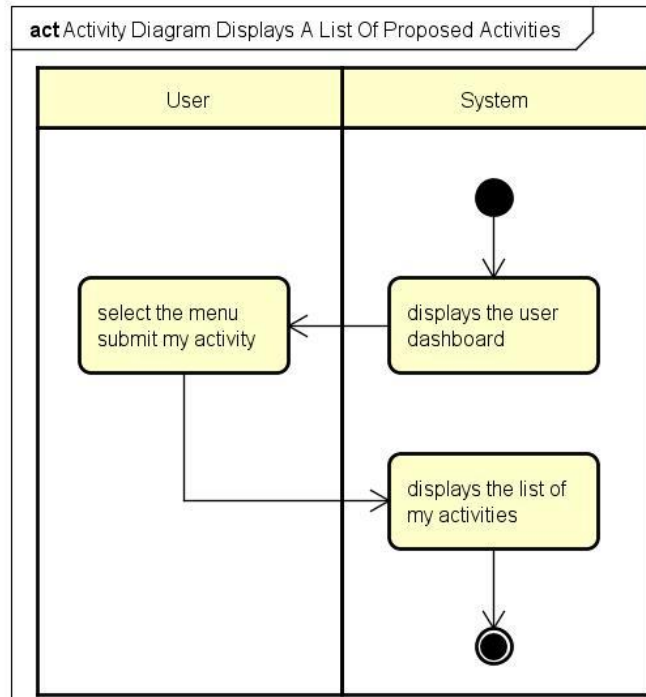 act Activity Diagram Displays A List Of Proposed Activities
User
System
select the menu
submit my activity
displays the user
dashboard
displays the list of
my activities